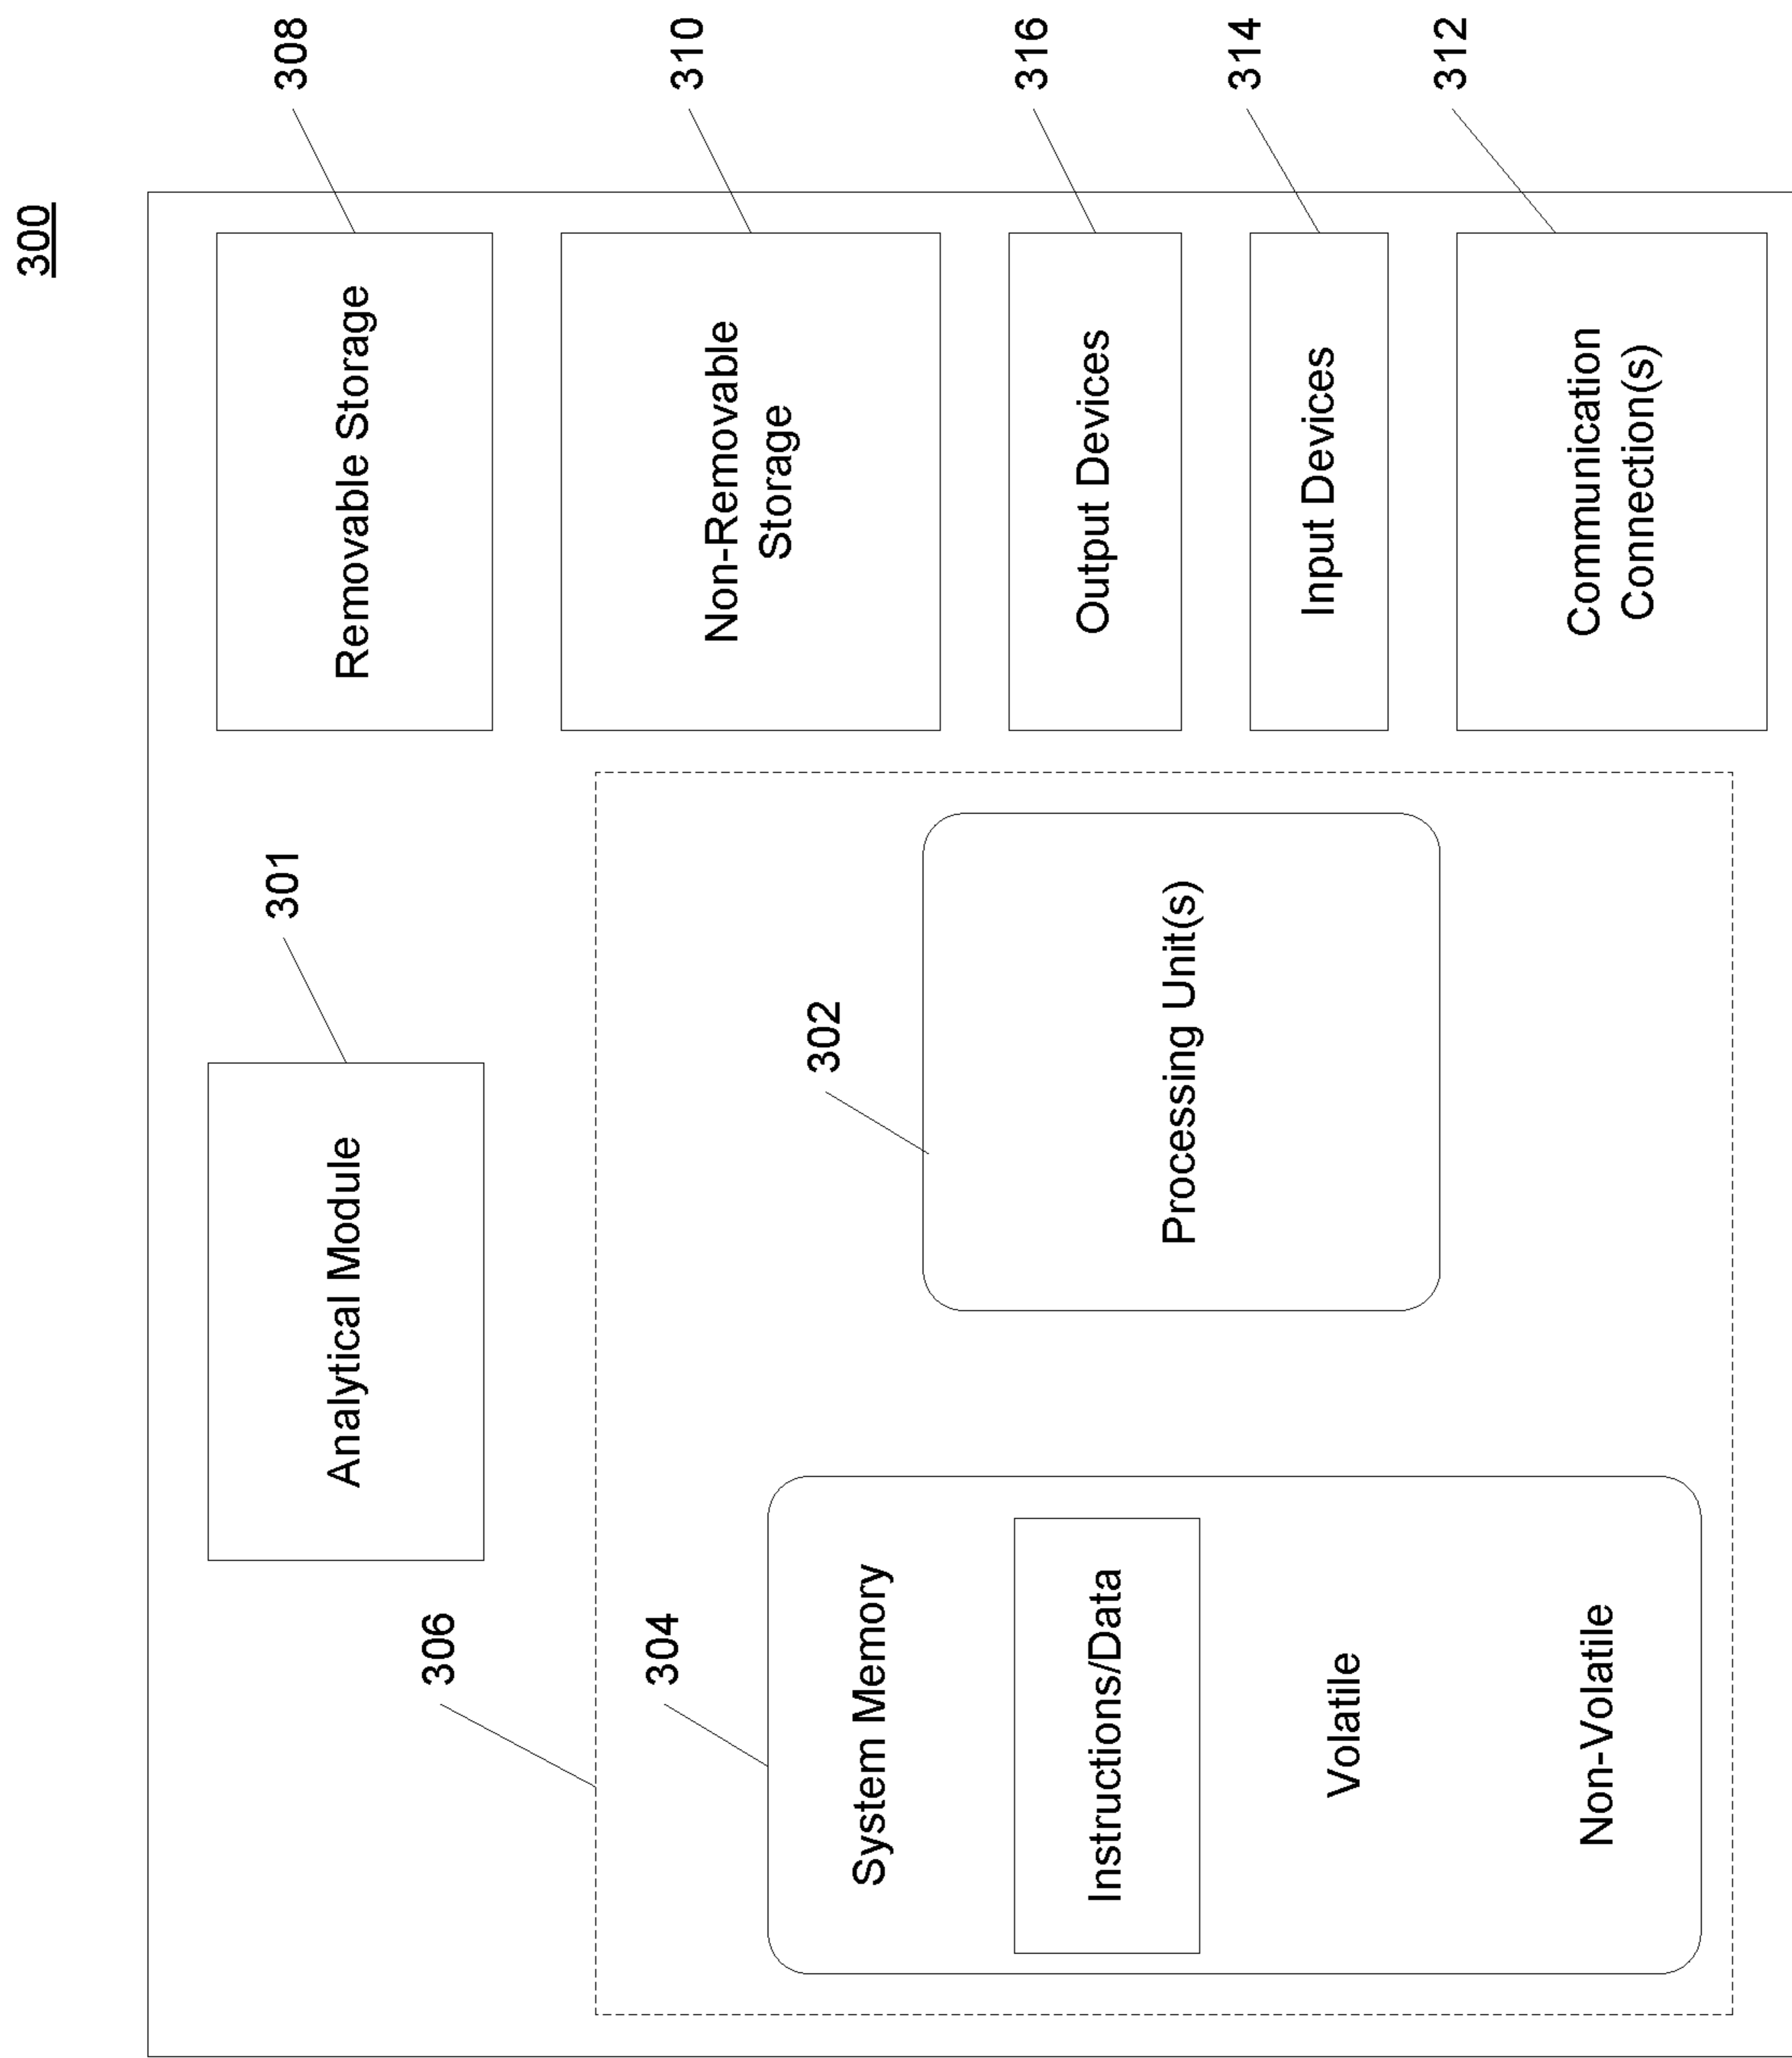 300
306
Analytical Module
301
Removable Storage
308
304
System Memory
Instructions/Data
Volatile
Non-Volatile
302
Processing Unit(s)
Non-Removable
Storage
310
Output Devices
316
Input Devices
314
Communication
Connection(s)
312